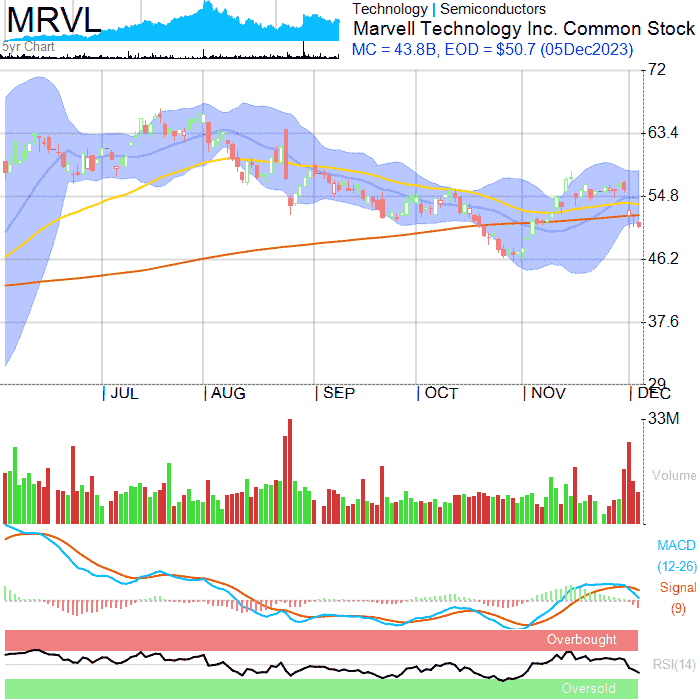 MRVL
5yr Chart
Technology | Semiconductors
Marvell Technology Inc. Common Stock
MC = 43.8B, EOD = $50.7 (05Dec2023)
72
63.4
54.8
46.2
37.6
29
JUL
AUG
SEP
OCT
NOV
DEC
33M
Volume
MACD
(12-26)
Signal
(9)
Overbought
RSI(14)
Oversold